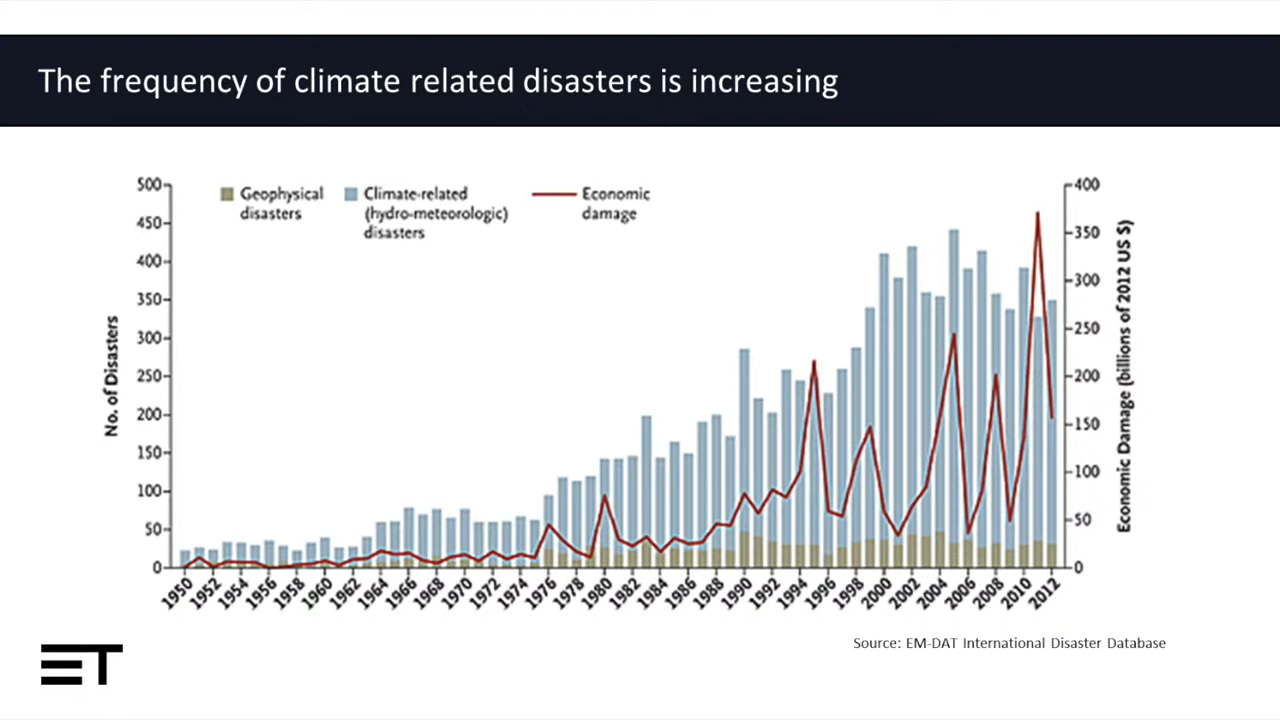 The frequency of climate related disasters is increasing
Geophysical
disasters
Climate-related
(hydro-meteorologic)
disasters
Economic
damage
No. of Disasters
500
450
400
350
300
250
200
150
100
50
0
400
350
300
250
200
150
100
50
0
Economic Damage (billions of 2012 US $)
1950 1952 1954 1956 1958 1960 1962 1964 1966 1968 1970 1972 1974 1976 1978 1980 1982 1984 1986 1988 1990 1992 1994 1996 1998 2000 2002 2004 2006 2008 2010 2012
Source: EM-DAT International Disaster Database
ET